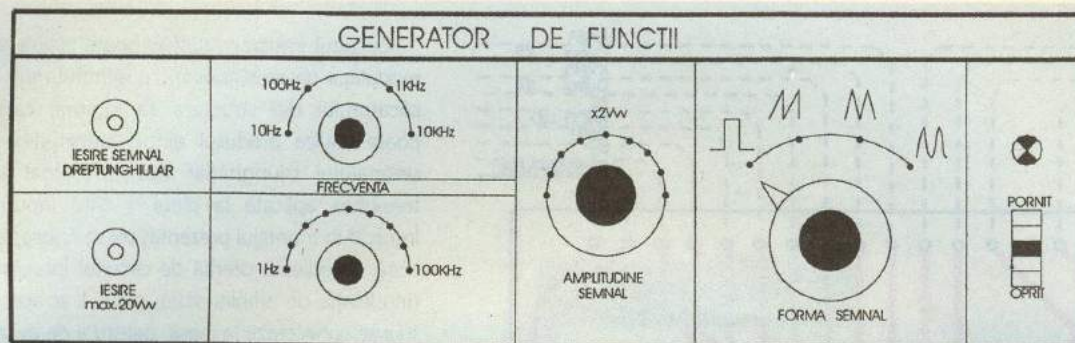 GENERATOR DE FUNCTII
IESIRE SEMNAL
DREPTUNGHIULAR
IESIRE
max.20Vvv
100Hz 1KHz
10Hz 10KHz
FRECVENTA
1Hz 100KHz
x2Vvv
AMPLITUDINE
SEMNAL
FORMA SEMNAL
PORNIT
OPRIT